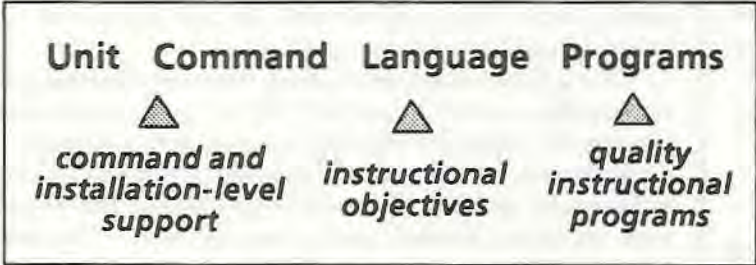 Unit Command Language Programs
command and
installation-level
support
instructional
objectives
quality
instructional
programs